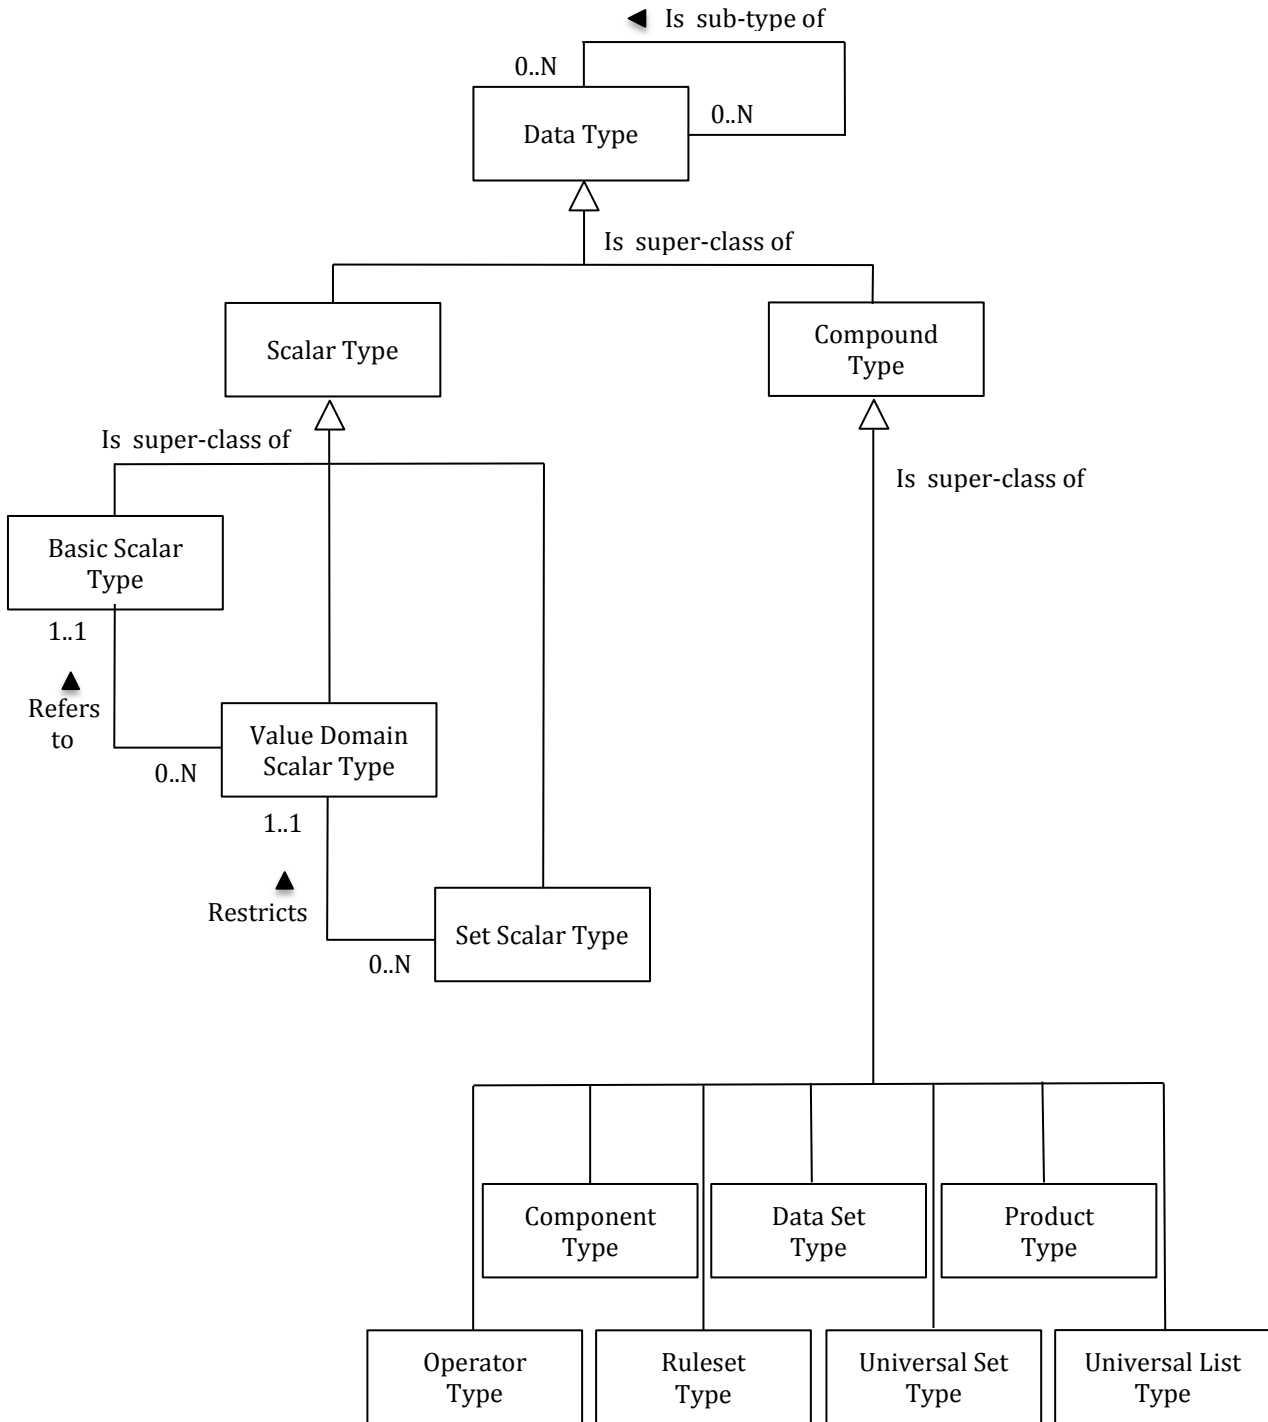 Is sub-type of
0..N
0..N
Data Type
Is super-class of
Scalar Type
Compound
Type
Is super-class of
Is super-class of
Basic Scalar
Type
1..1
Refers
to
0..N
Value Domain
Scalar Type
1..1
Restricts
0..N
Set Scalar Type
Component
Type
Data Set
Type
Product
Type
Operator
Type
Ruleset
Type
Universal Set
Type
Universal List
Type